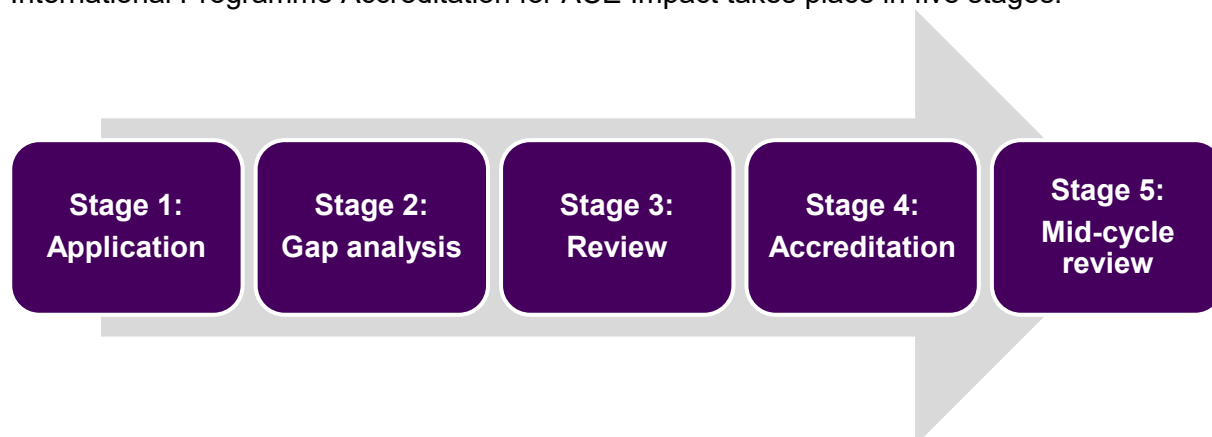 International Programme Accreditation for ACE Impact takes place in five stages.
Stage 1:
Application
Stage 2:
Gap analysis
Stage 3:
Review
Stage 4:
Accreditation
Stage 5:
Mid-cycle
review